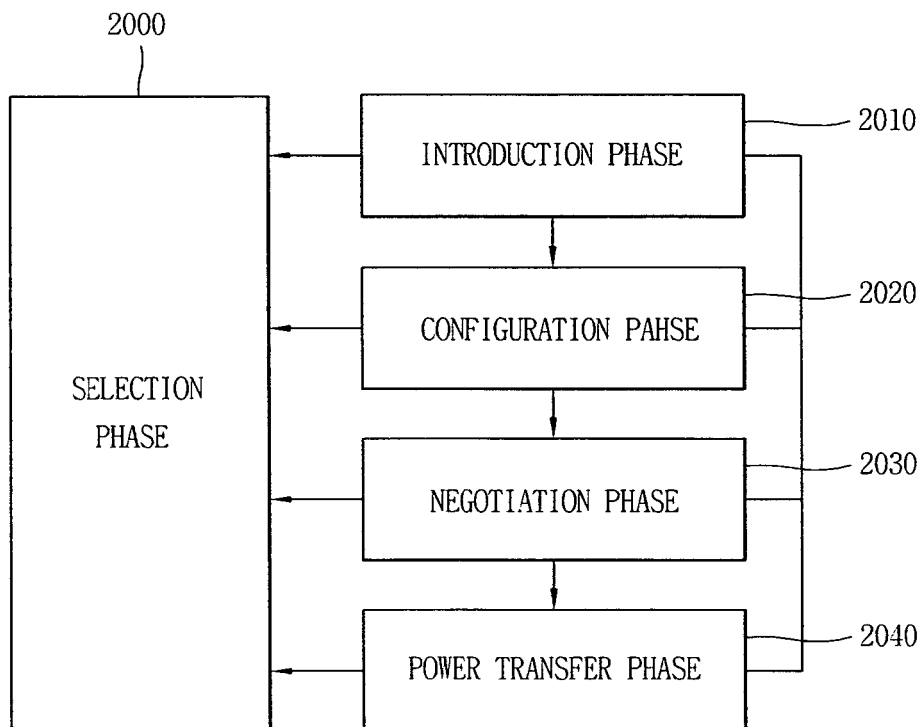 2000
2010
INTRODUCTION PHASE
2020
CONFIGURATION PAHSE
SELECTION
PHASE
2030
NEGOTIATION PHASE
2040
POWER TRANSFER PHASE